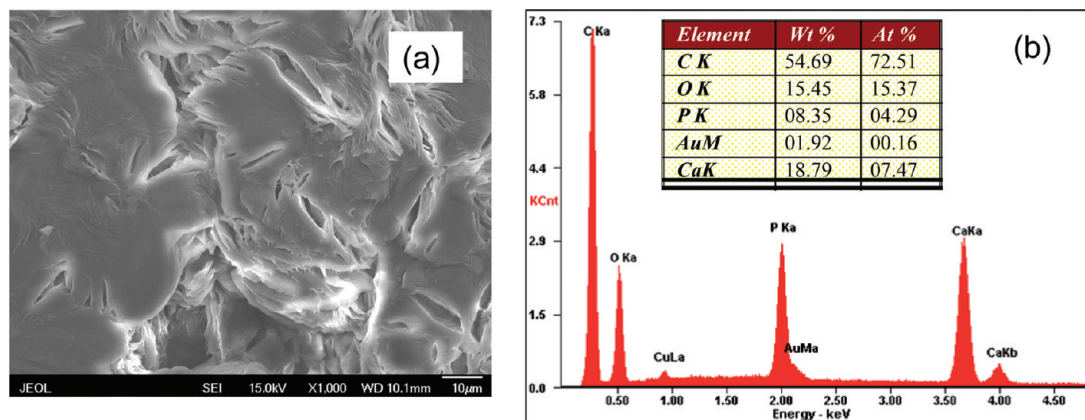 (a)
JEOL SEI 15.0kV X1,000 WD 10.1mm 10µm
(b)
Element Wt % At %
C K 54.69 72.51
O K 15.45 15.37
P K 08.35 04.29
AuM 01.92 00.16
CaK 18.79 07.47
7.3
5.8
4.4
KCnt
2.9
1.5
0.0
C Ka
O Ka
CuLa
P Ka
AuMa
CaKa
CaKb
0.50 1.00 1.50 2.00 2.50 3.00 3.50 4.00 4.50
Energy - keV